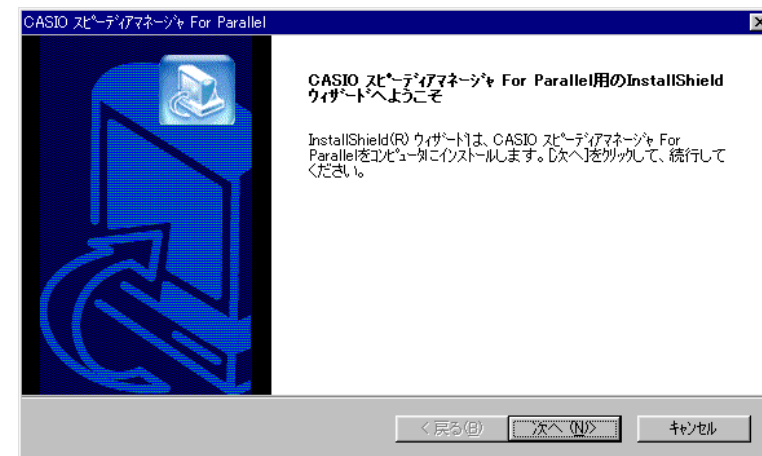 CASIO ｽﾋﾟｰﾃﾞｨｱﾏﾈｰｼﾞｬ For Parallel
CASIO ｽﾋﾟｰﾃﾞｨｱﾏﾈｰｼﾞｬ For Parallel用のInstallShield
ｳｨｻﾞｰﾄﾞへようこそ
InstallShield(R) ｳｨｻﾞｰﾄﾞは、CASIO ｽﾋﾟｰﾃﾞｨｱﾏﾈｰｼﾞｬ For
Parallelをｺﾝﾋﾟｭｰﾀにｲﾝｽﾄｰﾙします。[次へ]をｸﾘｯｸして、続行して
ください。
< 戻る(B)
次へ (N)>
ｷｬﾝｾﾙ